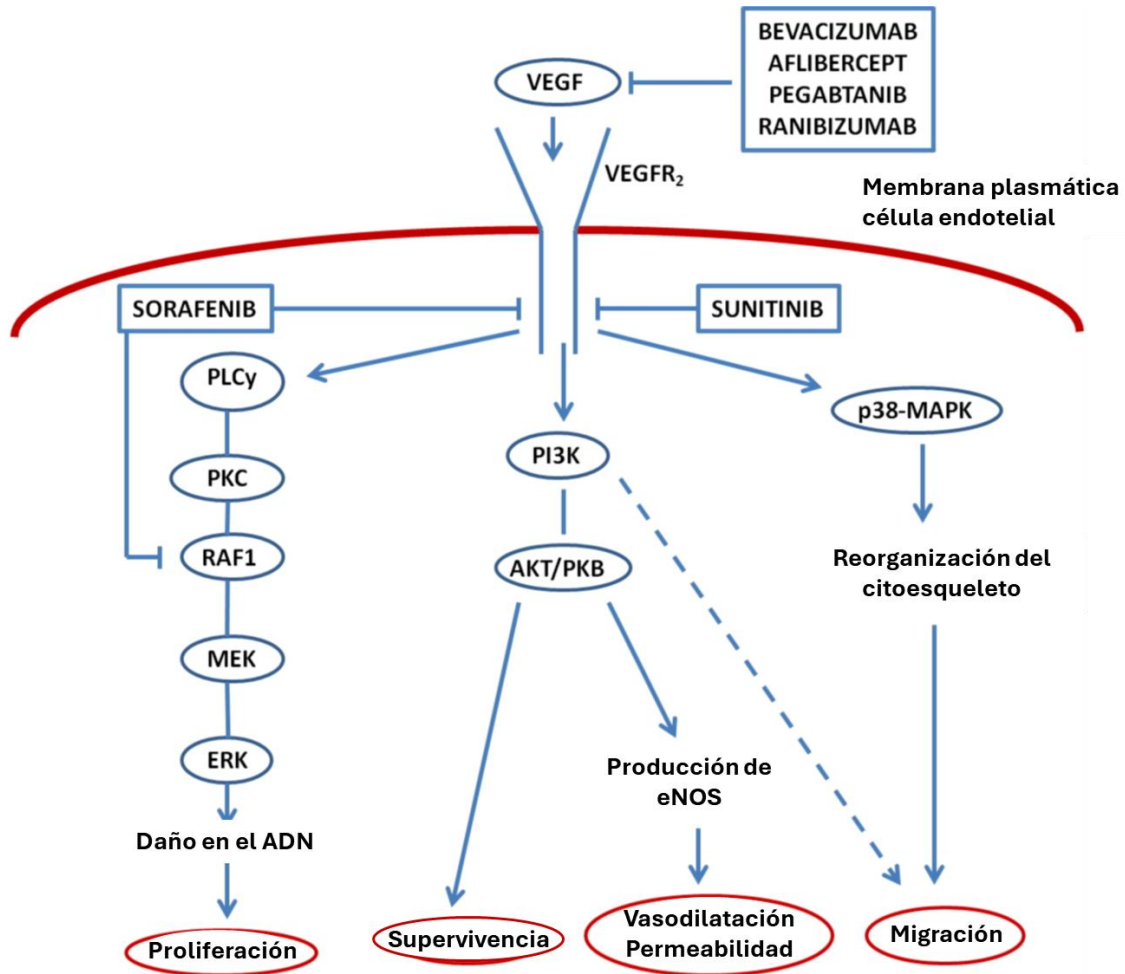 BEVACIZUMAB
AFLIBERCEPT
PEGABTANIB
RANIBIZUMAB
VEGF
VEGFR₂
Membrana plasmática
célula endotelial
SORAFENIB
SUNITINIB
PLCy
p38-MAPK
PI3K
PKC
RAF1
AKT/PKB
Reorganización del
citoesqueleto
MEK
ERK
Producción de
eNOS
Daño en el ADN
Proliferación
Supervivencia
Vasodilatación
Permeabilidad
Migración